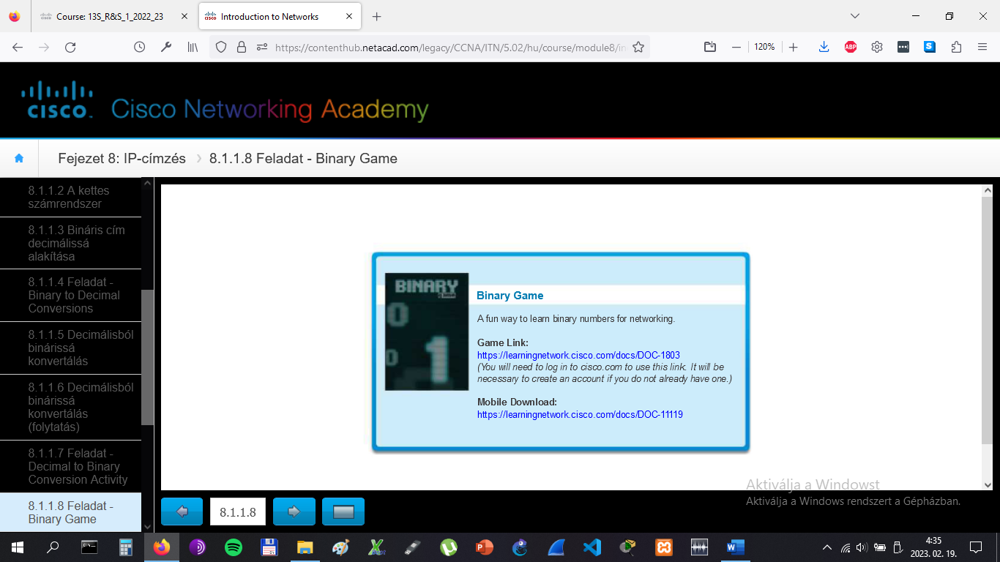 Course: 13S_R&S_1_2022_23
Introduction to Networks
https://contenthub.netacad.com/legacy/CCNA/ITN/5.02/hu/course/module8/in
120%
ABP
S
CISCO.
Cisco Networking Academy
Fejezet 8: IP-címzés
8.1.1.8 Feladat - Binary Game
8.1.1.2 A kettes
számrendszer
8.1.1.3 Bináris cím
decimálissá
alakítása
8.1.1.4 Feladat -
Binary to Decimal
Conversions
8.1.1.5 Decimálisból
binárissá
konvertálás
8.1.1.6 Decimálisból
binárissá
konvertálás
(folytatás)
8.1.1.7 Feladat -
Decimal to Binary
Conversion Activity
8.1.1.8 Feladat -
Binary Game
BINARY
0
1
0
Binary Game
A fun way to learn binary numbers for networking.
Game Link:
https://learningnetwork.cisco.com/docs/DOC-1803
(You will need to log in to cisco.com to use this link. It will be
necessary to create an account if you do not already have one.)
Mobile Download:
https://learningnetwork.cisco.com/docs/DOC-11119
Aktiválja a Windowst
Aktiválja a Windows rendszert a Gépházban.
8.1.1.8
4:35
2023. 02. 19.